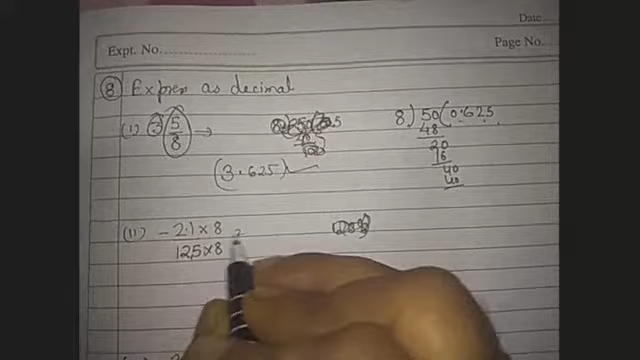 Date
Expt. No.
Page No.
8 Express as decimal
(i) 3 5/8 → 8) 50 (0.625
48
20
16
40
40
(3.625)
(ii) -21 × 8 =
125 × 8